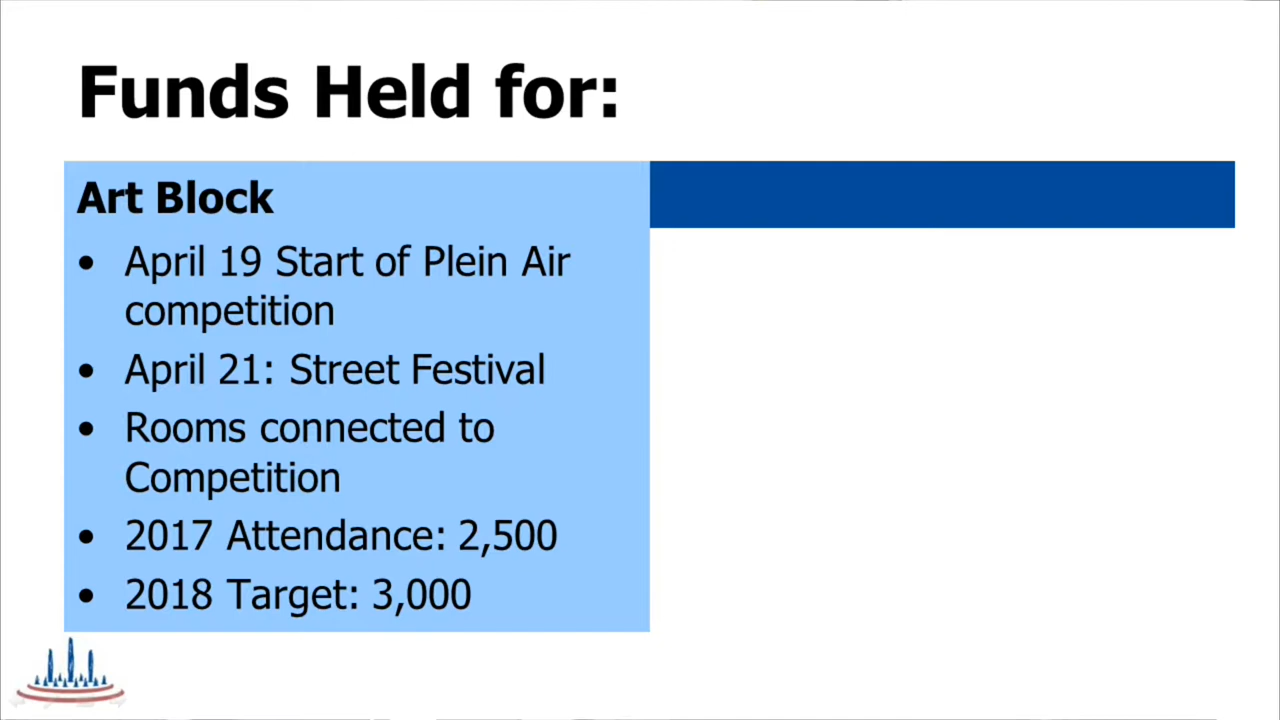 Funds Held for:
Art Block
• April 19 Start of Plein Air
competition
• April 21: Street Festival
• Rooms connected to
Competition
• 2017 Attendance: 2,500
• 2018 Target: 3,000